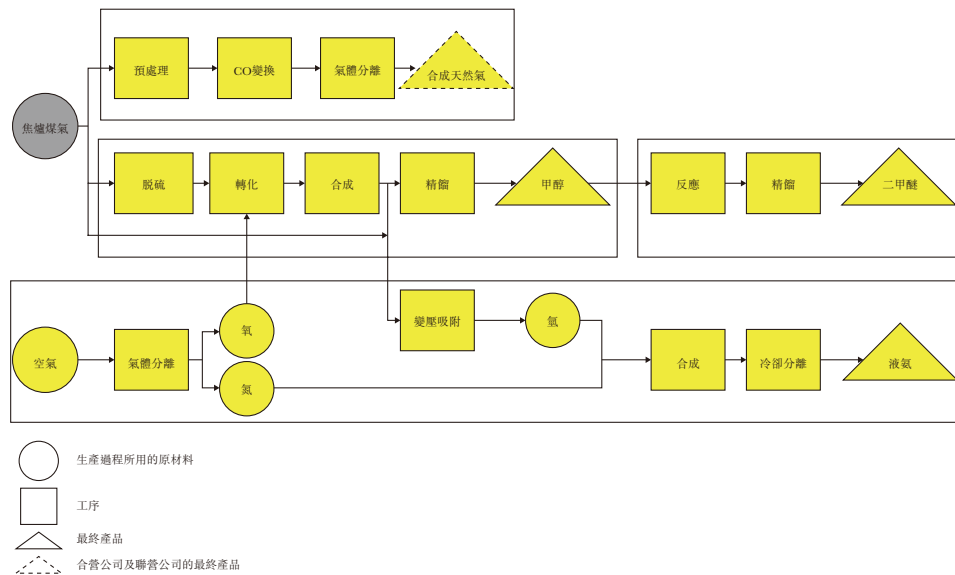 預處理
CO變換
氣體分離
合成天然氣
焦爐煤氣
脫硫
轉化
合成
精餾
甲醇
反應
精餾
二甲醚
空氣
氣體分離
氧
氮
變壓吸附
氫
合成
冷卻分離
液氨
生產過程所用的原材料
工序
最終產品
合營公司及聯營公司的最終產品